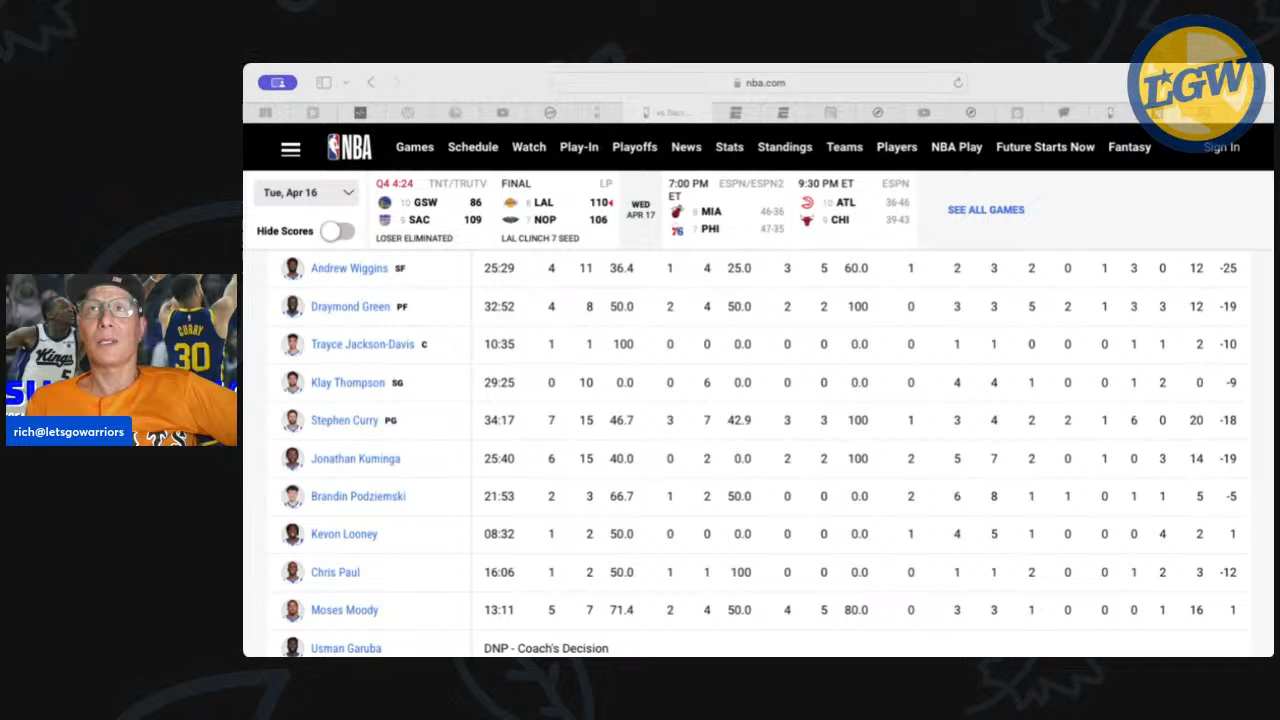 LGW
nba.com
NBA Games Schedule Watch Play-In Playoffs News Stats Standings Teams Players NBA Play Future Starts Now Fantasy Sign In
Tue, Apr 16
Hide Scores
Q4 4:24 TNT/TRUTV
10 GSW 86
9 SAC 109
LOSER ELIMINATED
FINAL LP
8 LAL 110
7 NOP 106
LAL CLINCH 7 SEED
WED
APR 17
7:00 PM ESPN/ESPN2
ET
8 MIA 46-36
7 PHI 47-35
9:30 PM ET ESPN
10 ATL 36-46
9 CHI 39-43
SEE ALL GAMES
Andrew Wiggins SF 25:29 4 11 36.4 1 4 25.0 3 5 60.0 1 2 3 2 0 1 3 0 12 -25
Draymond Green PF 32:52 4 8 50.0 2 4 50.0 2 2 100 0 3 3 5 2 1 3 3 12 -19
Trayce Jackson-Davis C 10:35 1 1 100 0 0 0.0 0 0 0.0 0 1 1 0 0 0 1 1 2 -10
Klay Thompson SG 29:25 0 10 0.0 0 6 0.0 0 0 0.0 0 4 4 1 0 0 1 2 0 -9
Stephen Curry PG 34:17 7 15 46.7 3 7 42.9 3 3 100 1 3 4 2 2 1 6 0 20 -18
Jonathan Kuminga 25:40 6 15 40.0 0 2 0.0 2 2 100 2 5 7 2 0 1 0 3 14 -19
Brandin Podziemski 21:53 2 3 66.7 1 2 50.0 0 0 0.0 2 6 8 1 1 0 1 1 5 -5
Kevon Looney 08:32 1 2 50.0 0 0 0.0 0 0 0.0 1 4 5 1 0 0 0 4 2 1
Chris Paul 16:06 1 2 50.0 1 1 100 0 0 0.0 0 1 1 2 0 0 1 2 3 -12
Moses Moody 13:11 5 7 71.4 2 4 50.0 4 5 80.0 0 3 3 1 0 0 0 1 16 1
Usman Garuba DNP - Coach's Decision
Kings
5
CURRY
30
rich@letsgowarriors